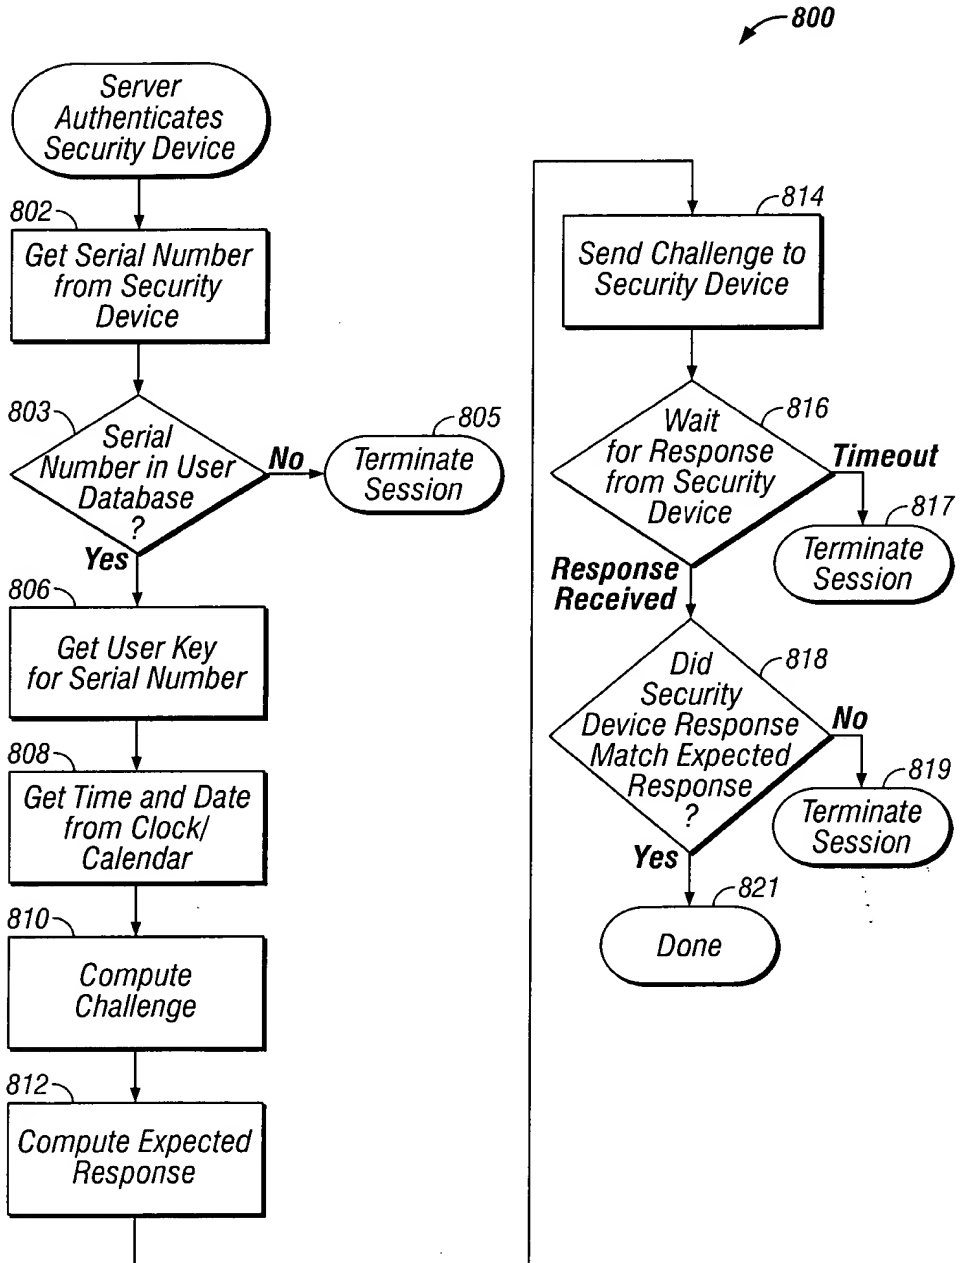 800
Server
Authenticates
Security Device
802
Get Serial Number
from Security
Device
803
Serial
Number in User
Database
?
No
805
Terminate
Session
Yes
806
Get User Key
for Serial Number
808
Get Time and Date
from Clock/
Calendar
810
Compute
Challenge
812
Compute Expected
Response
814
Send Challenge to
Security Device
816
Wait
for Response
from Security
Device
Timeout
817
Terminate
Session
Response
Received
818
Did
Security
Device Response
Match Expected
Response
?
No
819
Terminate
Session
Yes
821
Done